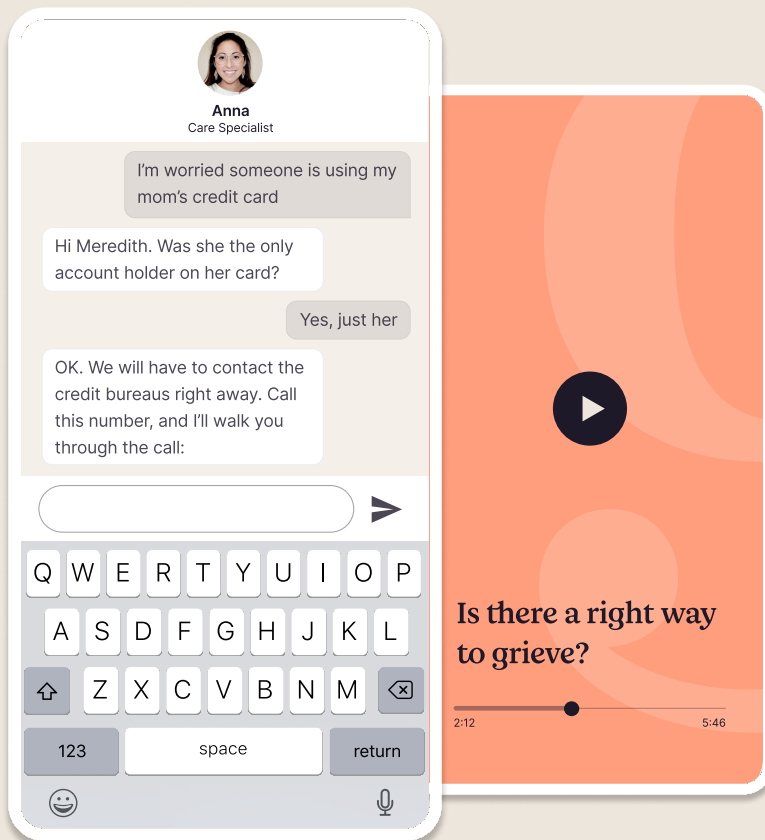 Anna
Care Specialist
I’m worried someone is using my
mom’s credit card
Hi Meredith. Was she the only
account holder on her card?
Yes, just her
OK. We will have to contact the
credit bureaus right away. Call
this number, and I’ll walk you
through the call:
Q W E R T Y U I O P
A S D F G H J K L
Z X C V B N M
123 space return
Is there a right way
to grieve?
2:12 5:46